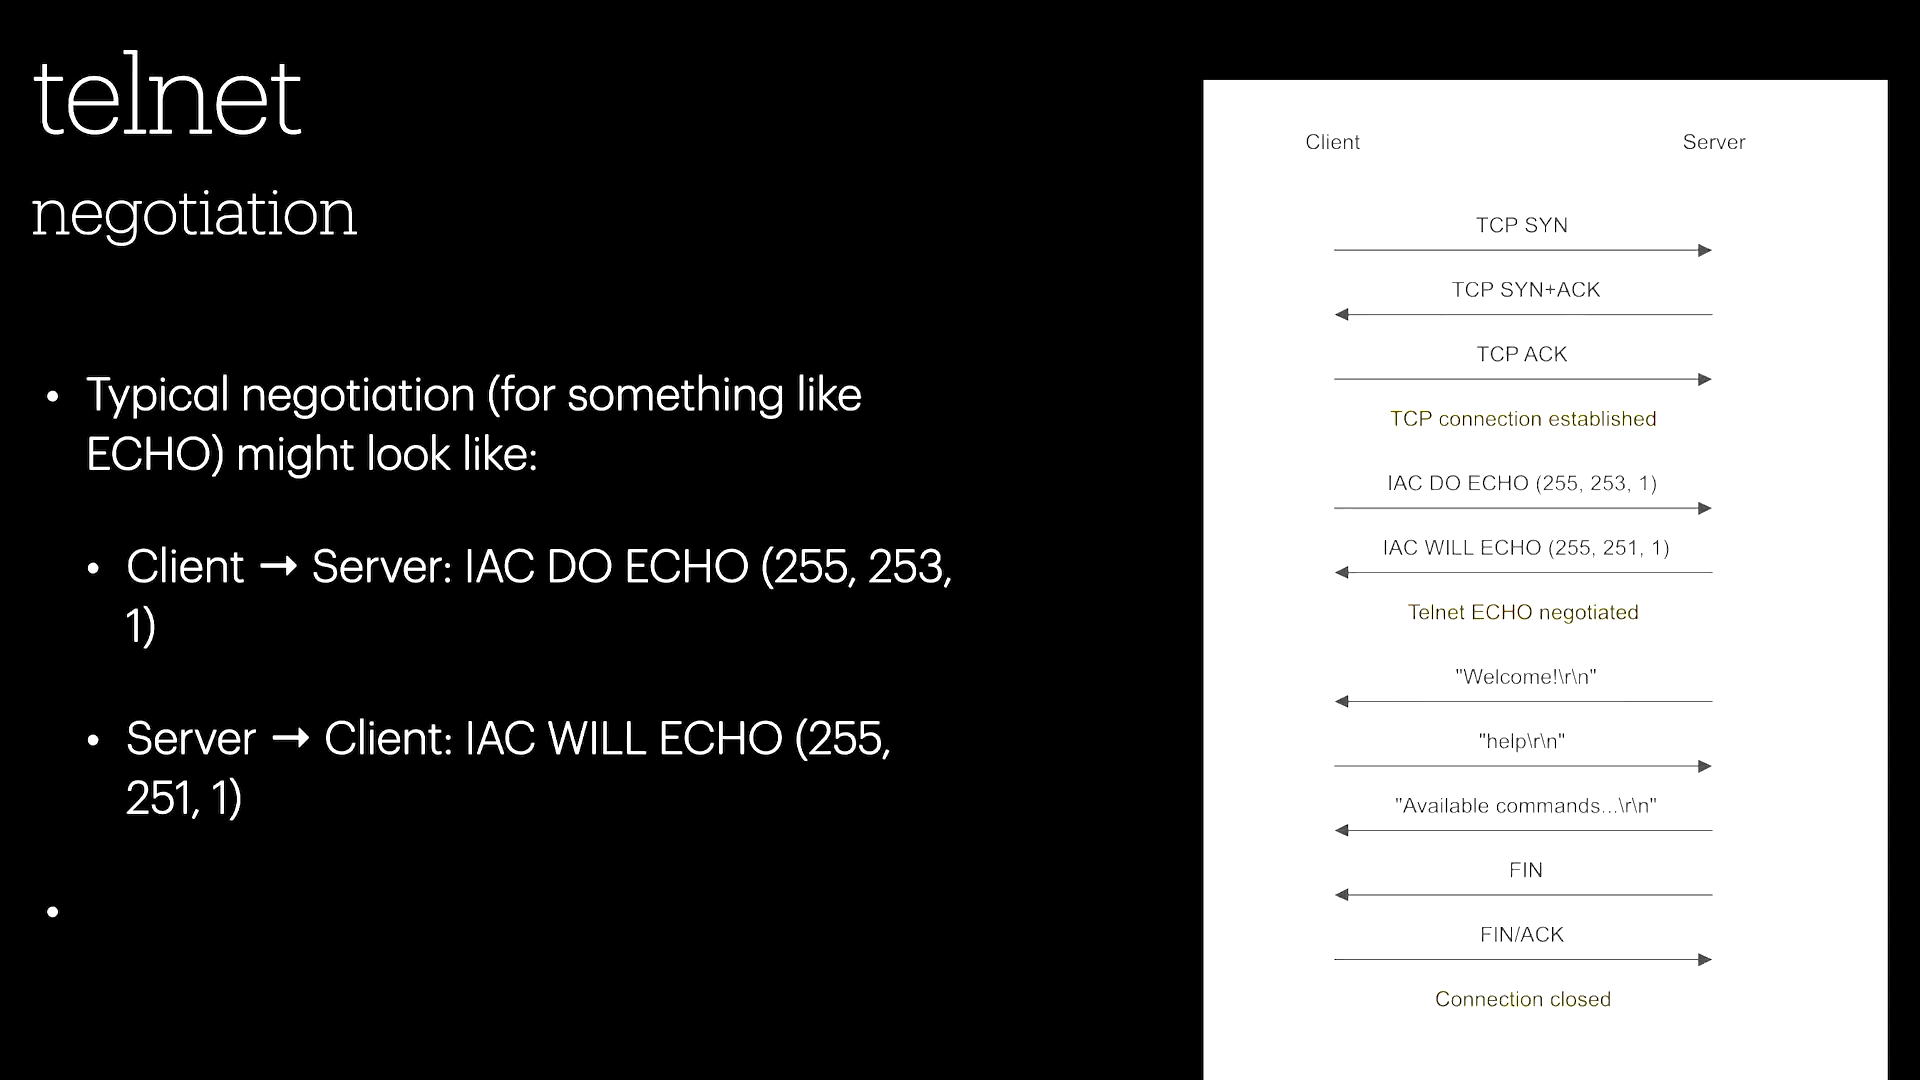 telnet
negotiation
• Typical negotiation (for something like
ECHO) might look like:
• Client → Server: IAC DO ECHO (255, 253,
1)
• Server → Client: IAC WILL ECHO (255,
251, 1)
•
Client Server
TCP SYN
TCP SYN+ACK
TCP ACK
TCP connection established
IAC DO ECHO (255, 253, 1)
IAC WILL ECHO (255, 251, 1)
Telnet ECHO negotiated
"Welcome!\r\n"
"help\r\n"
"Available commands...\r\n"
FIN
FIN/ACK
Connection closed